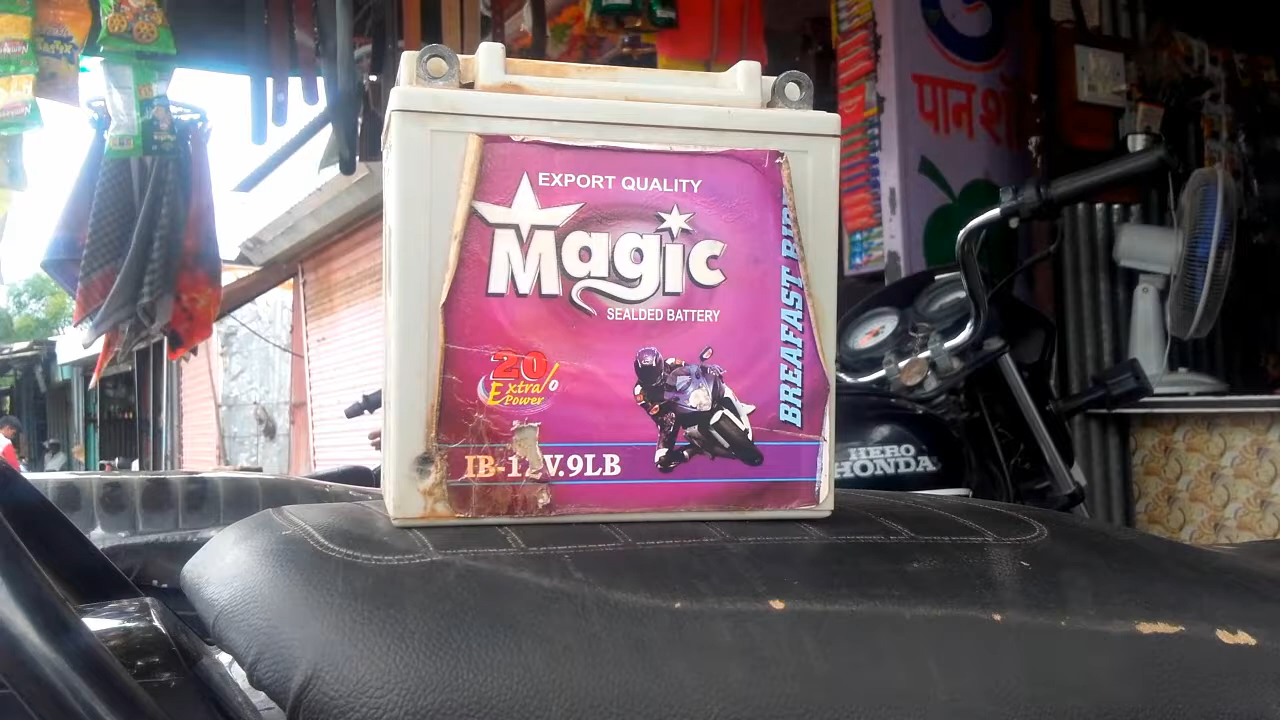 EXPORT QUALITY
Magic
SEALDED BATTERY
20%
Extra
Power
IB-12V.9LB
BREAFAST
HERO
HONDA
पान